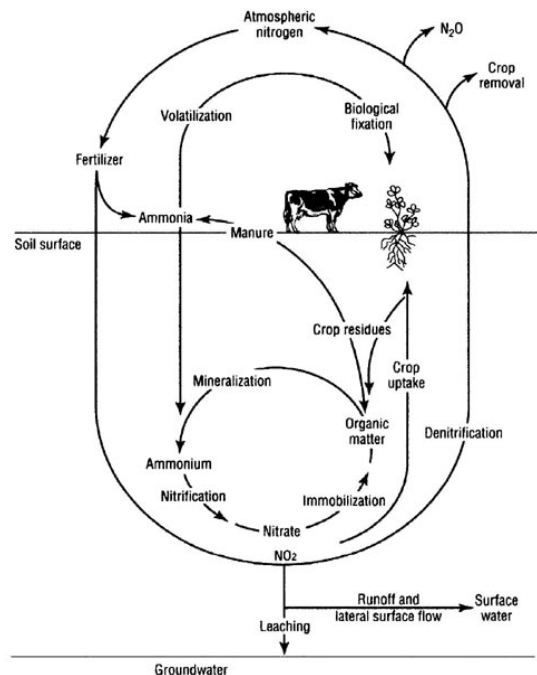 Atmospheric
nitrogen
N₂O
Crop
removal
Volatilization
Biological
fixation
Fertilizer
Ammonia
Manure
Soil surface
Crop residues
Crop
uptake
Mineralization
Organic
matter
Denitrification
Ammonium
Nitrification
Immobilization
Nitrate
NO₂
Runoff and
lateral surface flow
Surface
water
Leaching
Groundwater